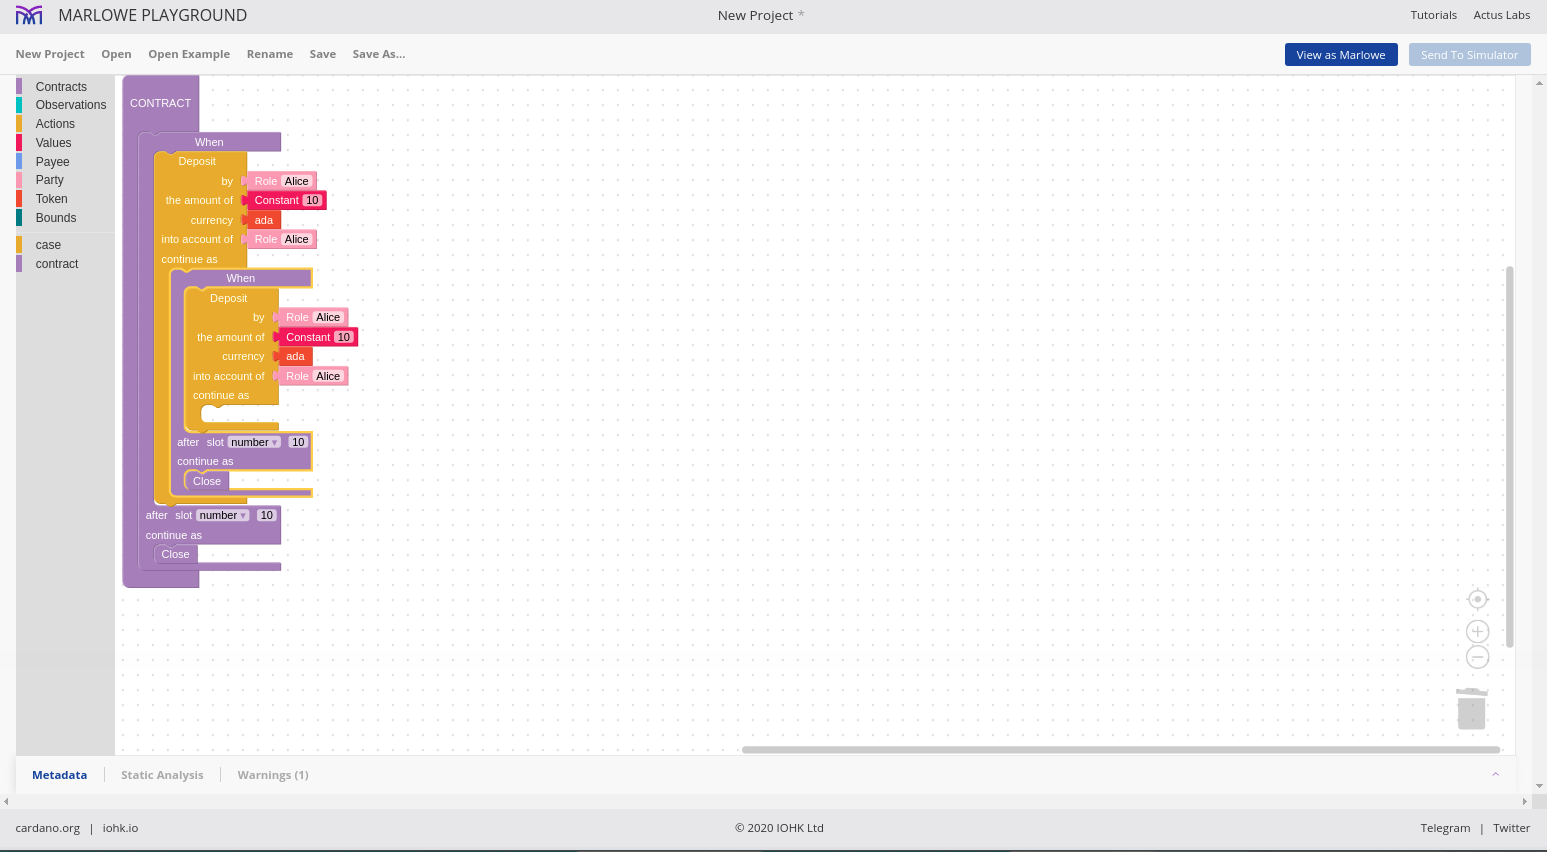 MARLOWE PLAYGROUND
New Project *
Tutorials Actus Labs
New Project Open Open Example Rename Save Save As...
View as Marlowe Send To Simulator
Contracts
Observations
Actions
Values
Payee
Party
Token
Bounds
case
contract
CONTRACT
When
Deposit
by Role Alice
the amount of Constant 10
currency ada
into account of Role Alice
continue as
When
Deposit
by Role Alice
the amount of Constant 10
currency ada
into account of Role Alice
continue as
after slot number 10
continue as
Close
after slot number 10
continue as
Close
Metadata Static Analysis Warnings (1)
cardano.org | iohk.io
© 2020 IOHK Ltd
Telegram | Twitter